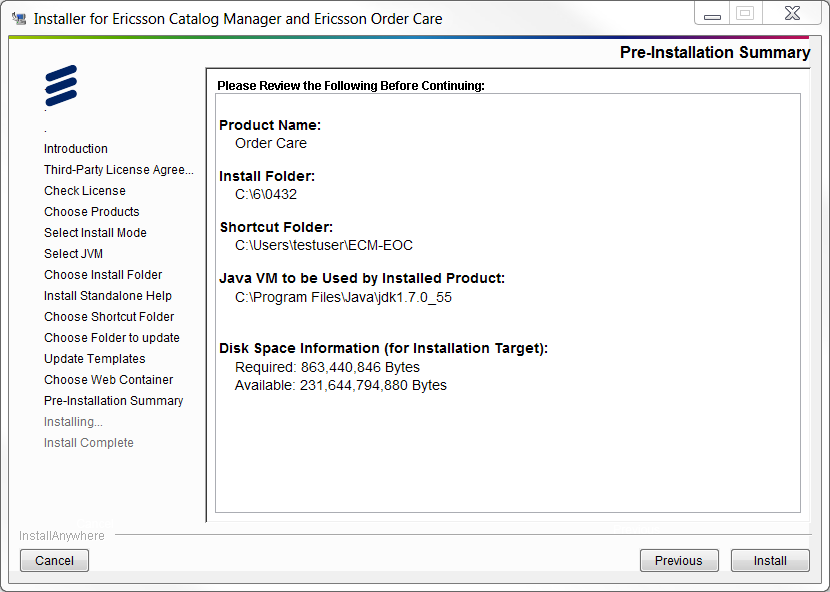 Installer for Ericsson Catalog Manager and Ericsson Order Care
Pre-Installation Summary
.
.
Introduction
Third-Party License Agree...
Check License
Choose Products
Select Install Mode
Select JVM
Choose Install Folder
Install Standalone Help
Choose Shortcut Folder
Choose Folder to update
Update Templates
Choose Web Container
Pre-Installation Summary
Installing...
Install Complete
Please Review the Following Before Continuing:
Product Name:
Order Care
Install Folder:
C:\6\0432
Shortcut Folder:
C:\Users\testuser\ECM-EOC
Java VM to be Used by Installed Product:
C:\Program Files\Java\jdk1.7.0_55
Disk Space Information (for Installation Target):
Required: 863,440,846 Bytes
Available: 231,644,794,880 Bytes
InstallAnywhere
Cancel
Previous
Install